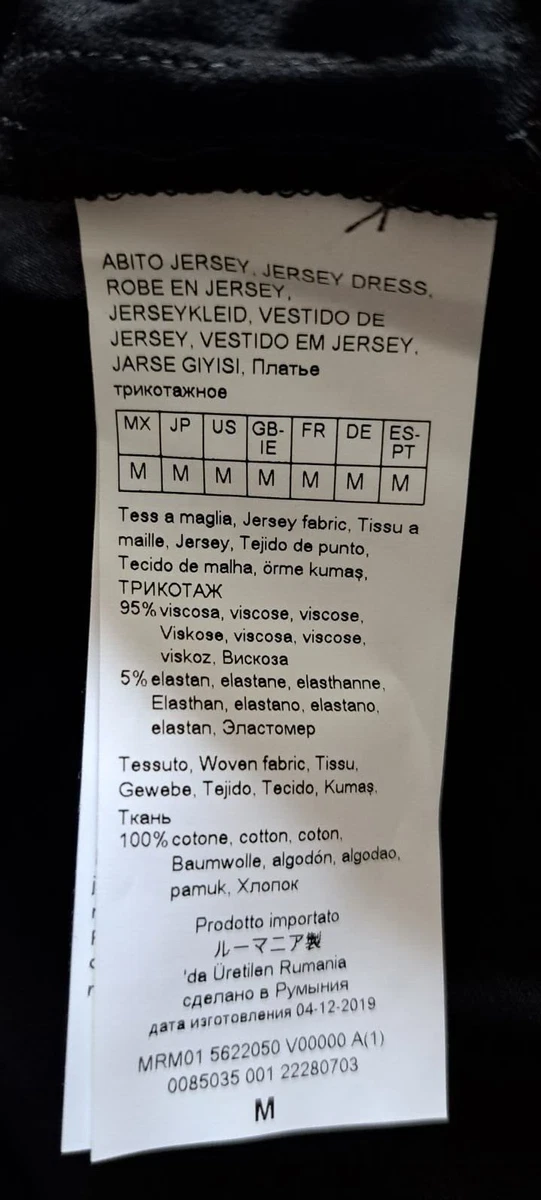 ABITO JERSEY, JERSEY DRESS,
ROBE EN JERSEY,
JERSEYKLEID, VESTIDO DE
JERSEY, VESTIDO EM JERSEY,
JARSE GIYISI, Платье
трикотажное
MX JP US GB-IE FR DE ES-PT
M M M M M M M
Tess a maglia, Jersey fabric, Tissu a
maille, Jersey, Tejido de punto,
Tecido de malha, örme kumaş,
ТРИКОТАЖ
95% viscosa, viscose, viscose,
Viskose, viscosa, viscose,
viskoz, Вискоза
5% elastan, elastane, elasthanne,
Elasthan, elastano, elastano,
elastan, Эластомер
Tessuto, Woven fabric, Tissu,
Gewebe, Tejido, Tecido, Kumaş,
Ткань
100% cotone, cotton, coton,
Baumwolle, algodón, algodao,
pamuk, Хлопок
Prodotto importato
ルーマニア製
'da Üretilen Rumania
сделано в Румыния
дата изготовления 04-12-2019
MRM01 5622050 V00000 A(1)
0085035 001 22280703
M